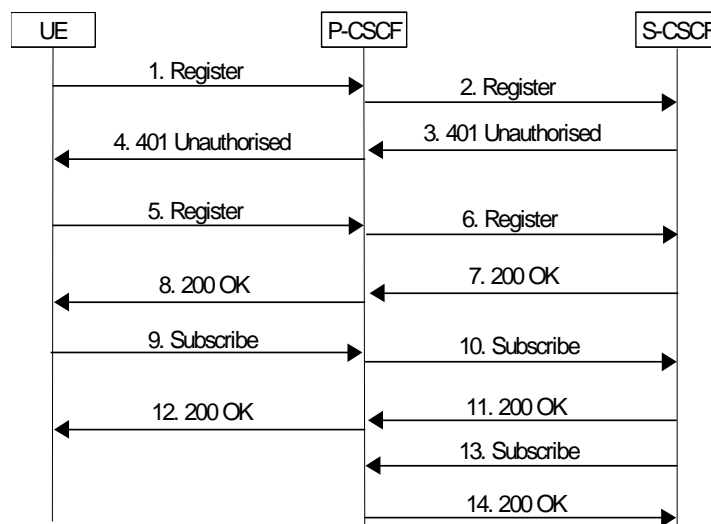 UE
P-CSCF
S-CSCF
1. Register
2. Register
3. 401 Unauthorised
4. 401 Unauthorised
5. Register
6. Register
7. 200 OK
8. 200 OK
9. Subscribe
10. Subscribe
11. 200 OK
12. 200 OK
13. Subscribe
14. 200 OK